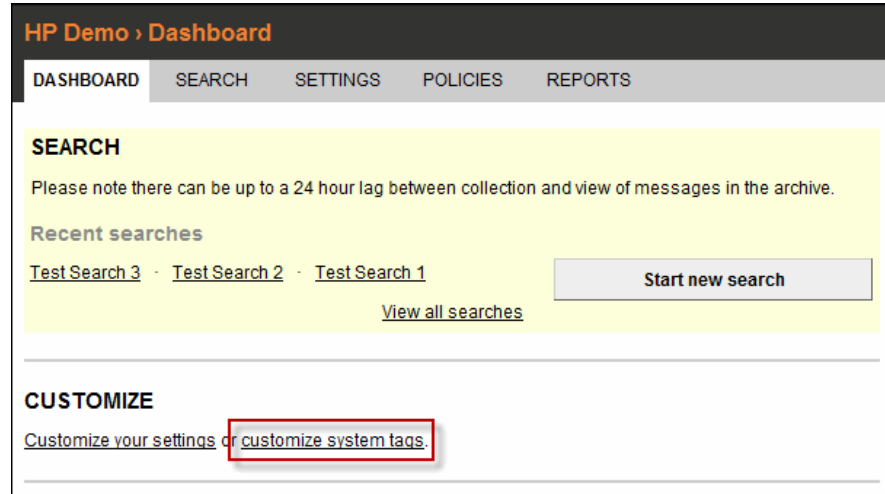 HP Demo › Dashboard
DASHBOARD SEARCH SETTINGS POLICIES REPORTS
SEARCH
Please note there can be up to a 24 hour lag between collection and view of messages in the archive.
Recent searches
Test Search 3 · Test Search 2 · Test Search 1
Start new search
View all searches
CUSTOMIZE
Customize your settings or customize system tags.